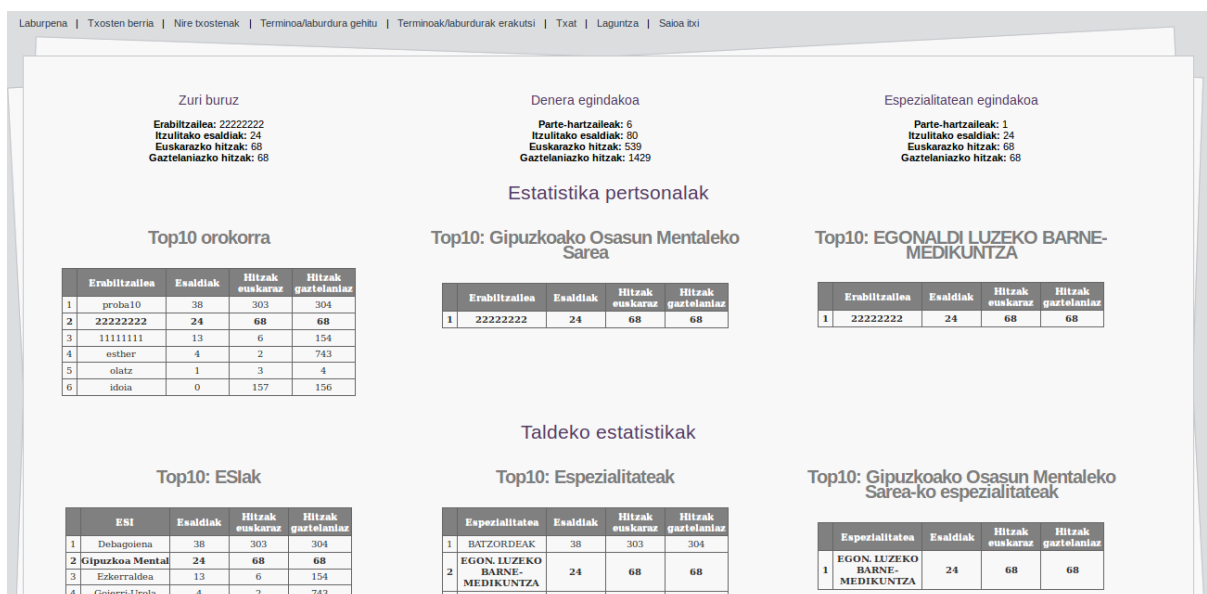 Laburpena | Txosten berria | Nire txostenak | Terminoa/laburdura gehitu | Terminoak/laburdurak erakutsi | Txat | Laguntza | Saioa itxi
Zuri buruz
Erabiltzailea: 22222222
Itzulitako esaldiak: 24
Euskarazko hitzak: 68
Gaztelaniazko hitzak: 68
Denera egindakoa
Parte-hartzaileak: 6
Itzulitako esaldiak: 80
Euskarazko hitzak: 539
Gaztelaniazko hitzak: 1429
Espezialitatean egindakoa
Parte-hartzaileak: 1
Itzulitako esaldiak: 24
Euskarazko hitzak: 68
Gaztelaniazko hitzak: 68
Estatistika pertsonalak
Top10 orokorra
Erabiltzailea Esaldiak Hitzak euskaraz Hitzak gaztelaniaz
1 proba10 38 303 304
2 22222222 24 68 68
3 11111111 13 6 154
4 esther 4 2 743
5 olatz 1 3 4
6 idoia 0 157 156
Top10: Gipuzkoako Osasun Mentaleko
Sarea
Erabiltzailea Esaldiak Hitzak euskaraz Hitzak gaztelaniaz
1 22222222 24 68 68
Top10: EGONALDI LUZEKO BARNE-
MEDIKUNTZA
Erabiltzailea Esaldiak Hitzak euskaraz Hitzak gaztelaniaz
1 22222222 24 68 68
Taldeko estatistikak
Top10: ESIak
ESI Esaldiak Hitzak euskaraz Hitzak gaztelaniaz
1 Debagoiena 38 303 304
2 Gipuzkoa Mental 24 68 68
3 Ezkerraldea 13 6 154
4 Goierri-Urola 4 2 743
Top10: Espezialitateak
Espezialitatea Esaldiak Hitzak euskaraz Hitzak gaztelaniaz
1 BATZORDEAK 38 303 304
2 EGON. LUZEKO BARNE-MEDIKUNTZA 24 68 68
Top10: Gipuzkoako Osasun Mentaleko
Sarea-ko espezialitateak
Espezialitatea Esaldiak Hitzak euskaraz Hitzak gaztelaniaz
1 EGON. LUZEKO BARNE-MEDIKUNTZA 24 68 68